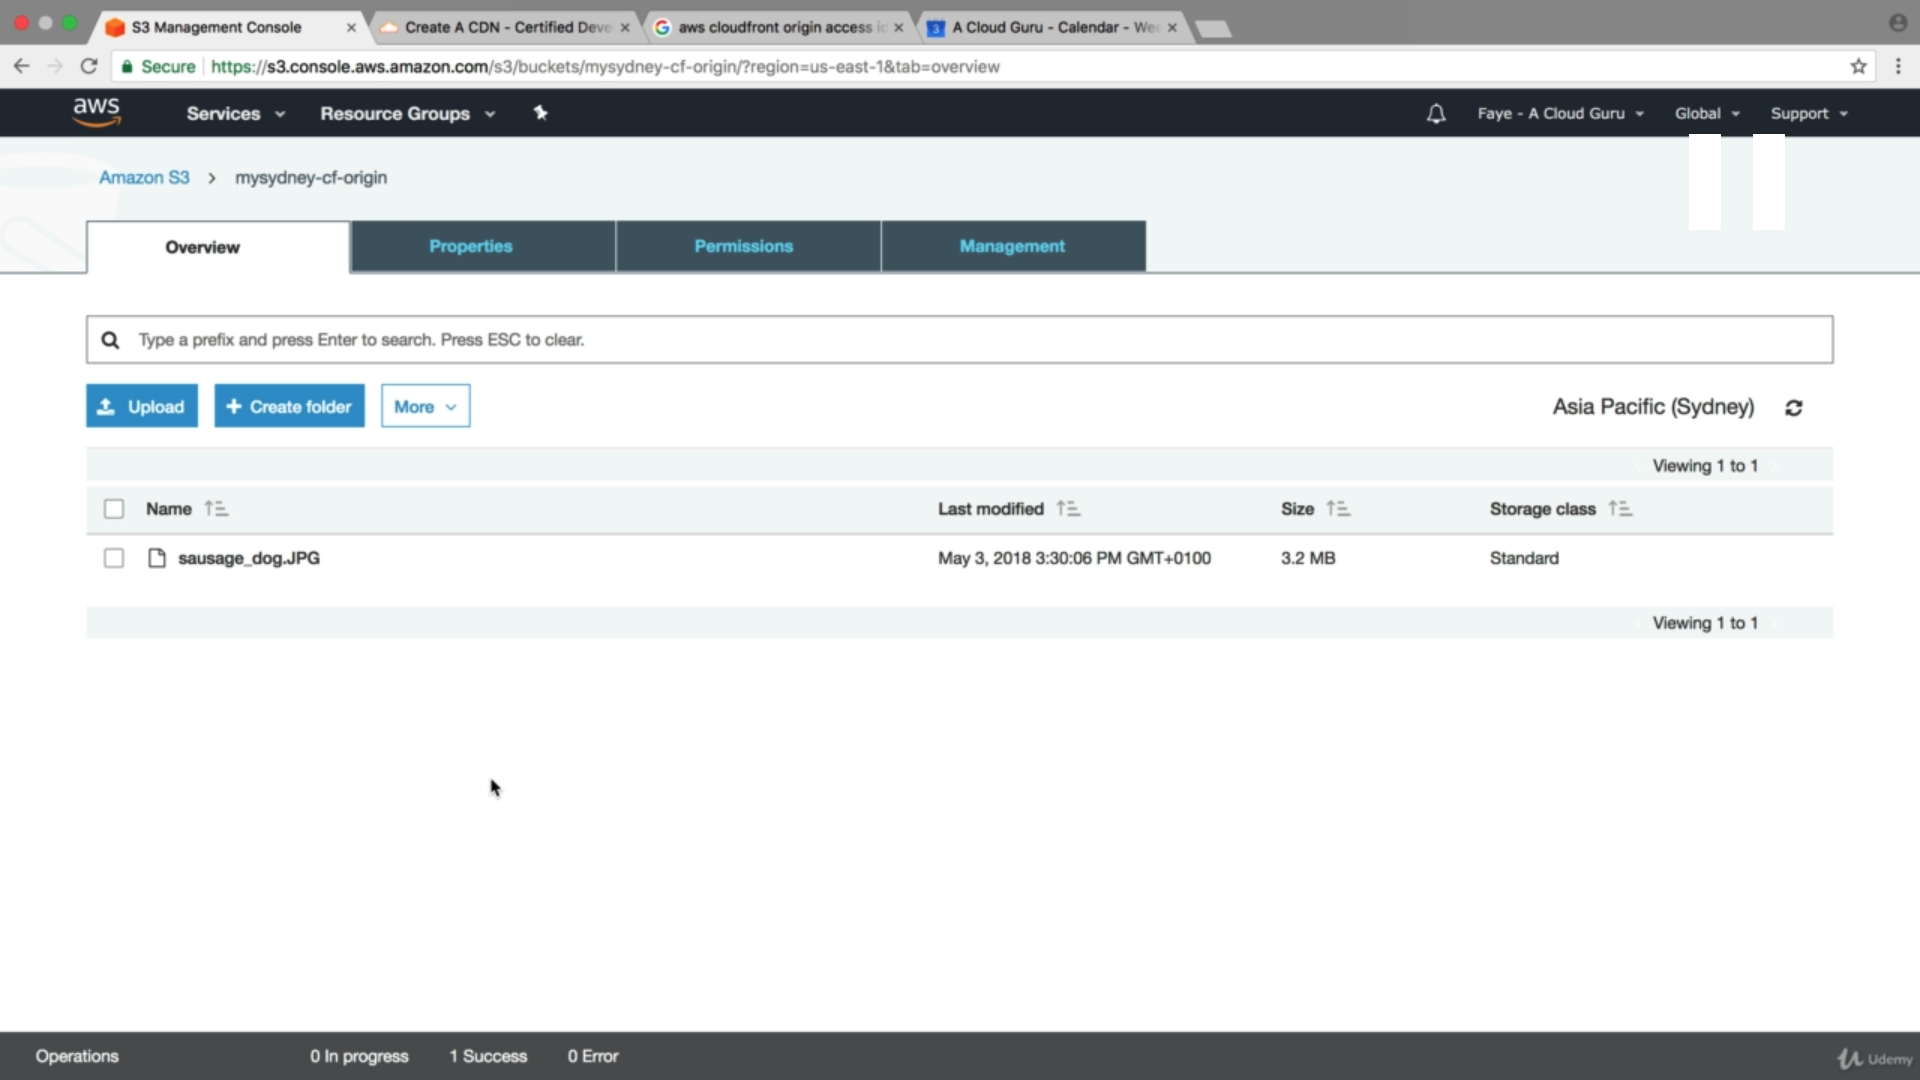 S3 Management Console
Create A CDN - Certified Deve
aws cloudfront origin access id
3
A Cloud Guru - Calendar - Wee
Secure
https://s3.console.aws.amazon.com/s3/buckets/mysydney-cf-origin/?region=us-east-1&tab=overview
aws
Services
Resource Groups
Faye - A Cloud Guru
Global
Support
Amazon S3 > mysydney-cf-origin
Overview
Properties
Permissions
Management
Type a prefix and press Enter to search. Press ESC to clear.
Upload
+ Create folder
More
Asia Pacific (Sydney)
Viewing 1 to 1
Name
Last modified
Size
Storage class
sausage_dog.JPG
May 3, 2018 3:30:06 PM GMT+0100
3.2 MB
Standard
Viewing 1 to 1
Operations
0 In progress
1 Success
0 Error
Udemy